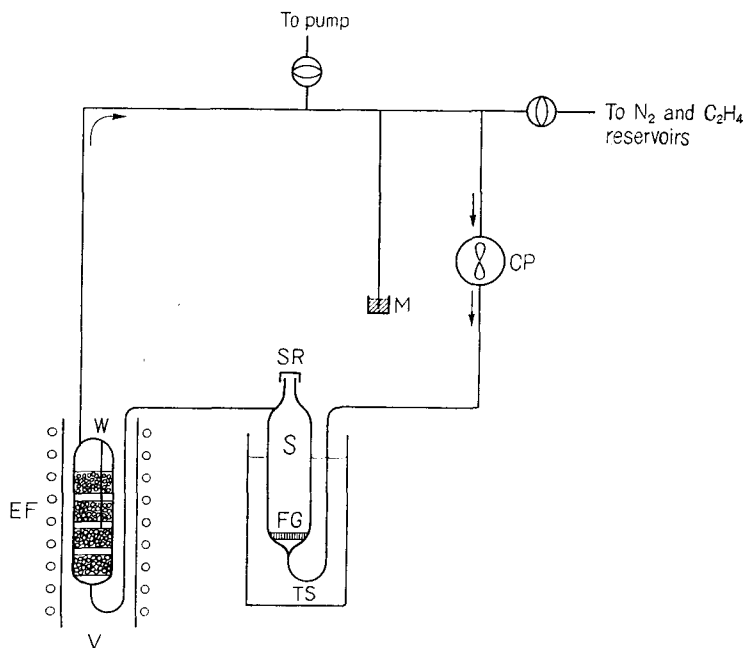 To pump
To N₂ and C₂H₄
reservoirs
CP
M
SR
W
S
EF
FG
TS
V